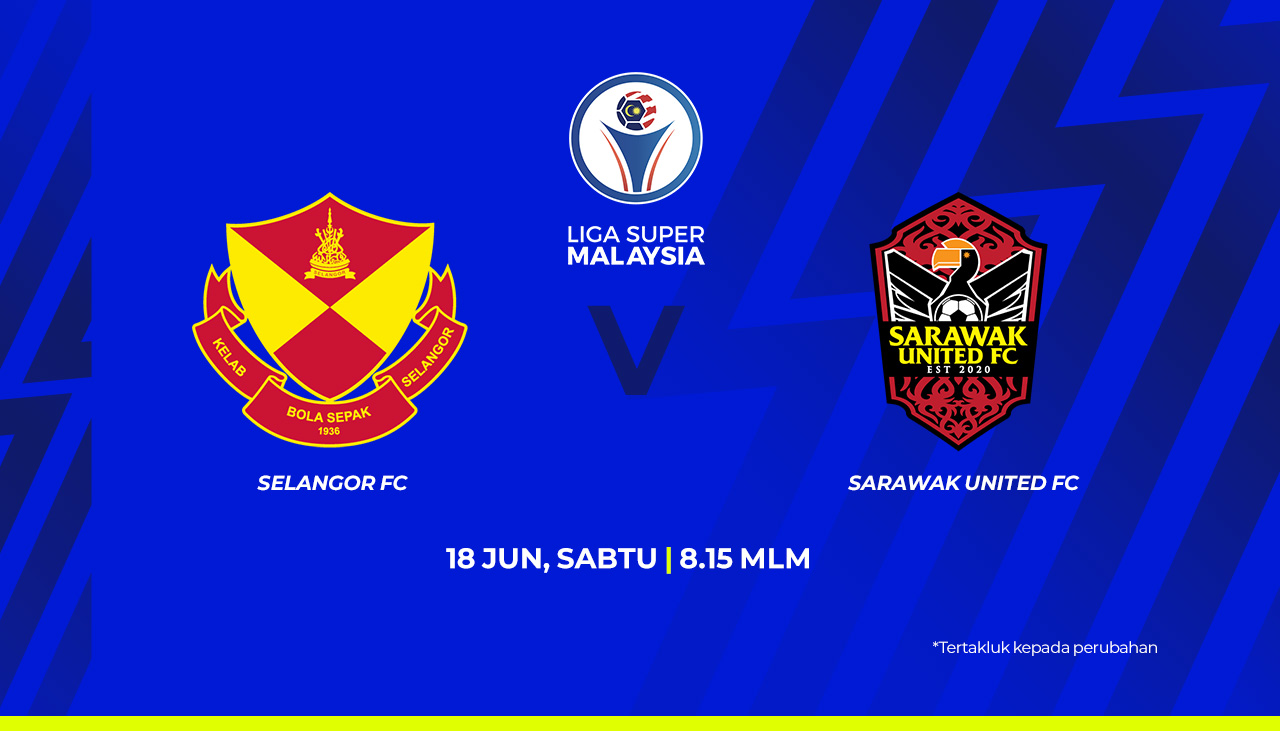 LIGA SUPER
MALAYSIA
V
SELANGOR
KELAB
BOLA SEPAK
SELANGOR
1936
SARAWAK
UNITED FC
EST 2020
SELANGOR FC
SARAWAK UNITED FC
18 JUN, SABTU | 8.15 MLM
*Tertakluk kepada perubahan